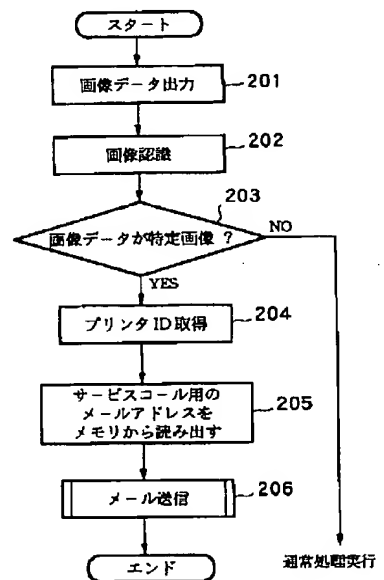 スタート
画像データ出力
201
画像認識
202
203
画像データが特定画像 ?
NO
YES
プリンタID取得
204
サービスコール用の
メールアドレスを
メモリから読み出す
205
メール送信
206
エンド
通常処理実行